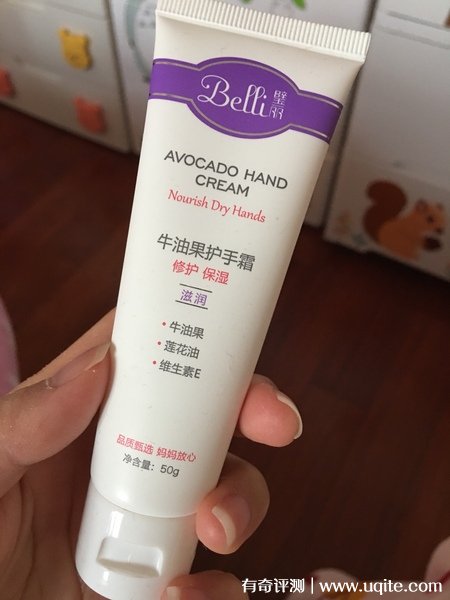 Belli 璧丽
AVOCADO HAND
CREAM
Nourish Dry Hands
牛油果护手霜
修护 保湿
滋润
• 牛油果
• 莲花油
• 维生素E
品质甄选 妈妈放心
净含量: 50g
有奇评测 | www.uqite.com